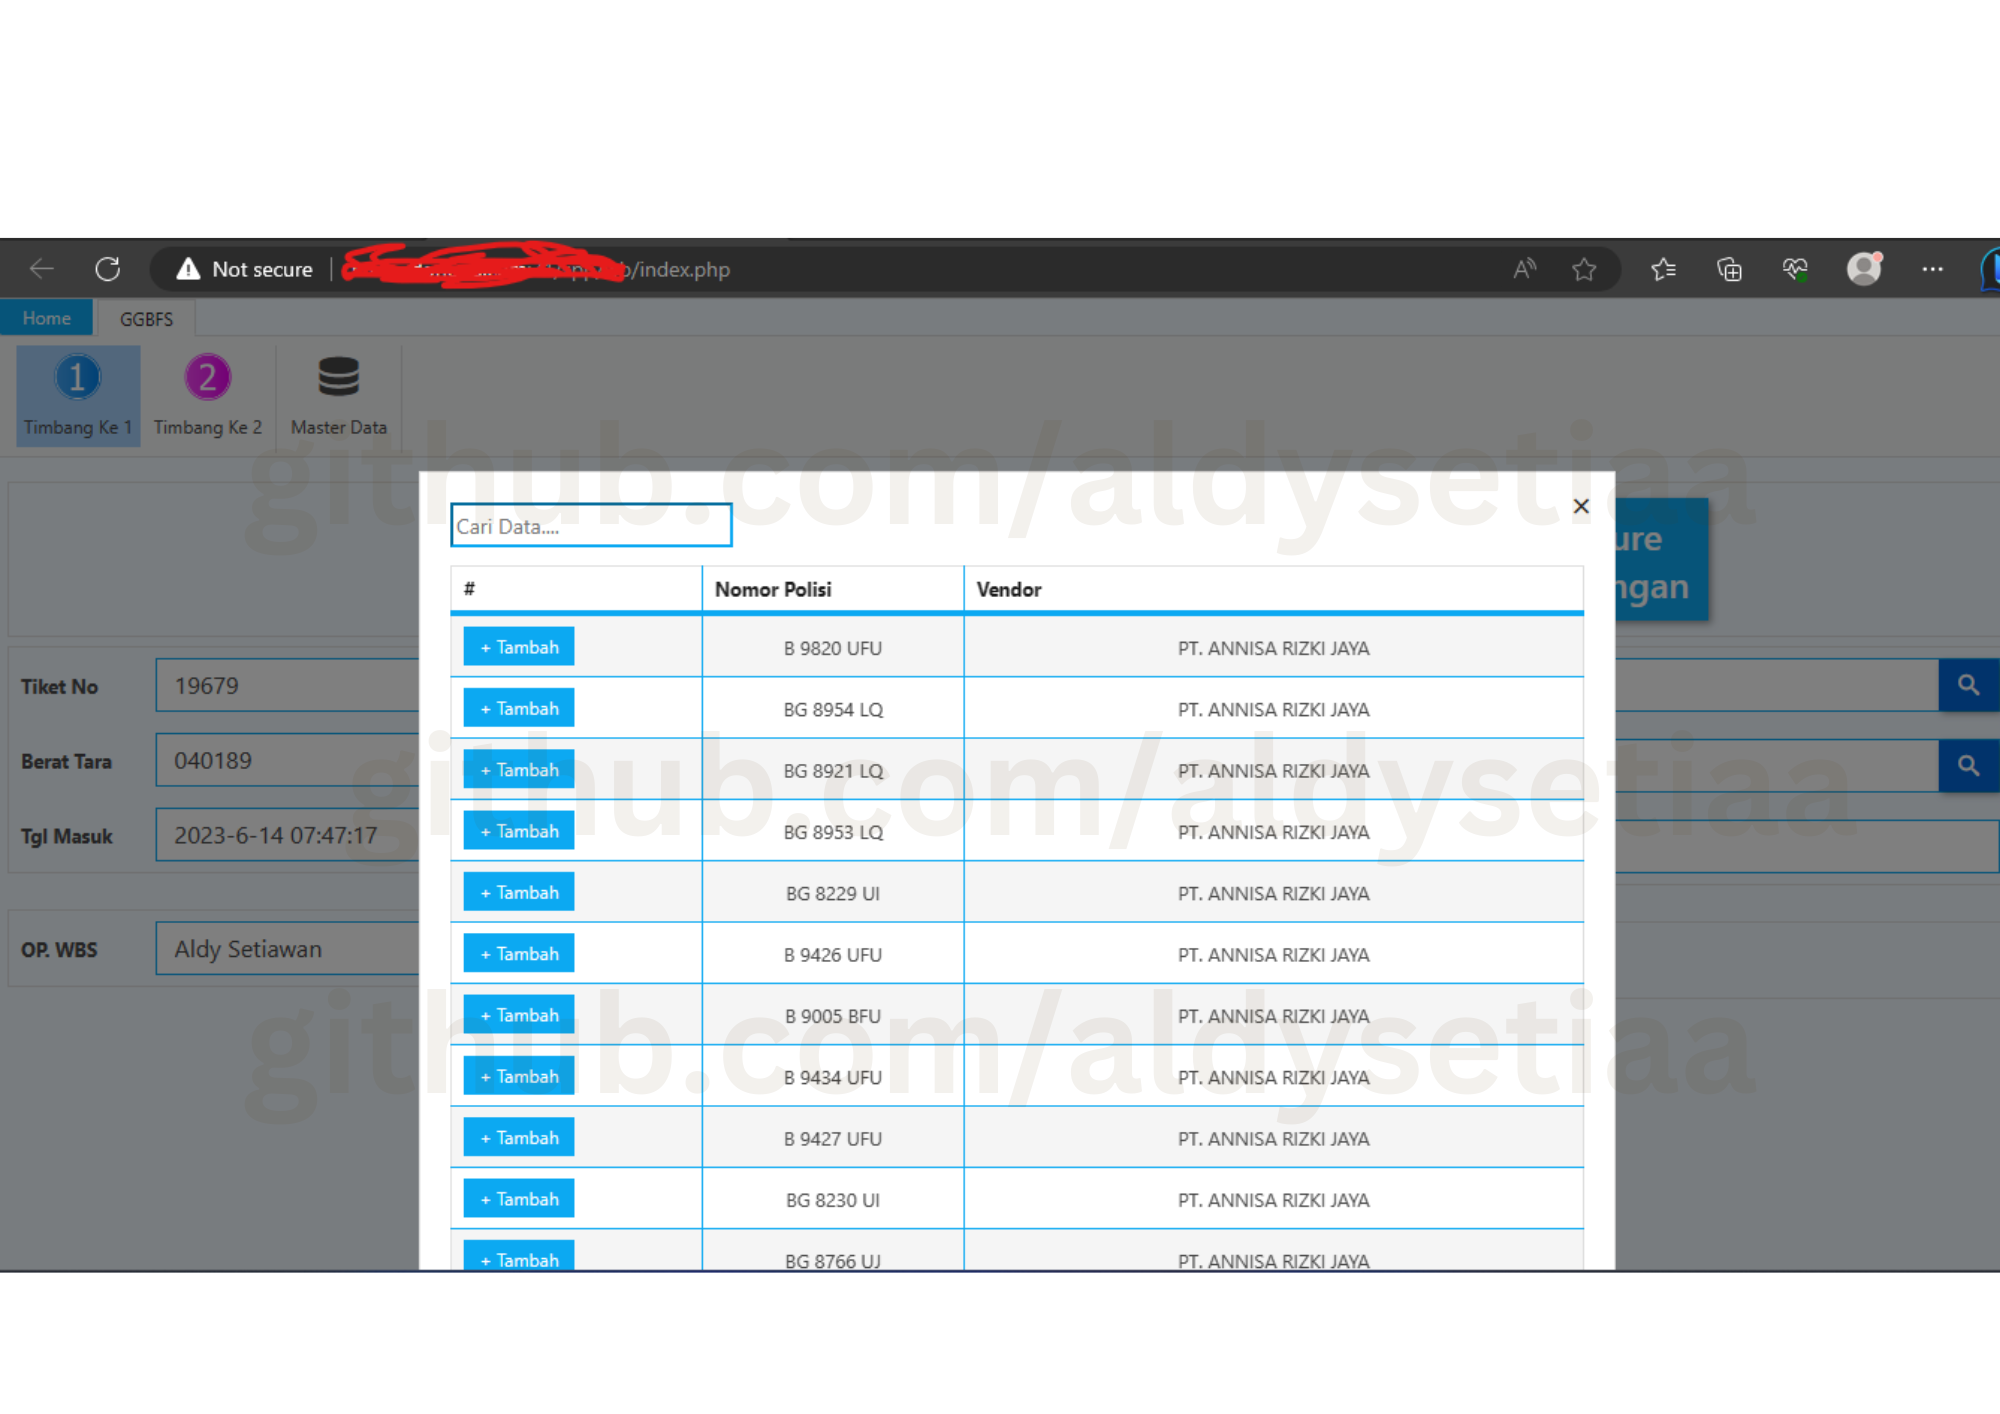 Not secure
/index.php
Home
GGBFS
1
2
Timbang Ke 1
Timbang Ke 2
Master Data
github.com/aldysetiaa
Cari Data....
×
# Nomor Polisi Vendor
+ Tambah B 9820 UFU PT. ANNISA RIZKI JAYA
+ Tambah BG 8954 LQ PT. ANNISA RIZKI JAYA
+ Tambah BG 8921 LQ PT. ANNISA RIZKI JAYA
+ Tambah BG 8953 LQ PT. ANNISA RIZKI JAYA
+ Tambah BG 8229 UI PT. ANNISA RIZKI JAYA
+ Tambah B 9426 UFU PT. ANNISA RIZKI JAYA
+ Tambah B 9005 BFU PT. ANNISA RIZKI JAYA
+ Tambah B 9434 UFU PT. ANNISA RIZKI JAYA
+ Tambah B 9427 UFU PT. ANNISA RIZKI JAYA
+ Tambah BG 8230 UI PT. ANNISA RIZKI JAYA
+ Tambah BG 8766 UJ PT. ANNISA RIZKI JAYA
ure
ngan
Tiket No 19679
Berat Tara 040189
Tgl Masuk 2023-6-14 07:47:17
OP. WBS Aldy Setiawan
github.com/aldysetiaa
github.com/aldysetiaa